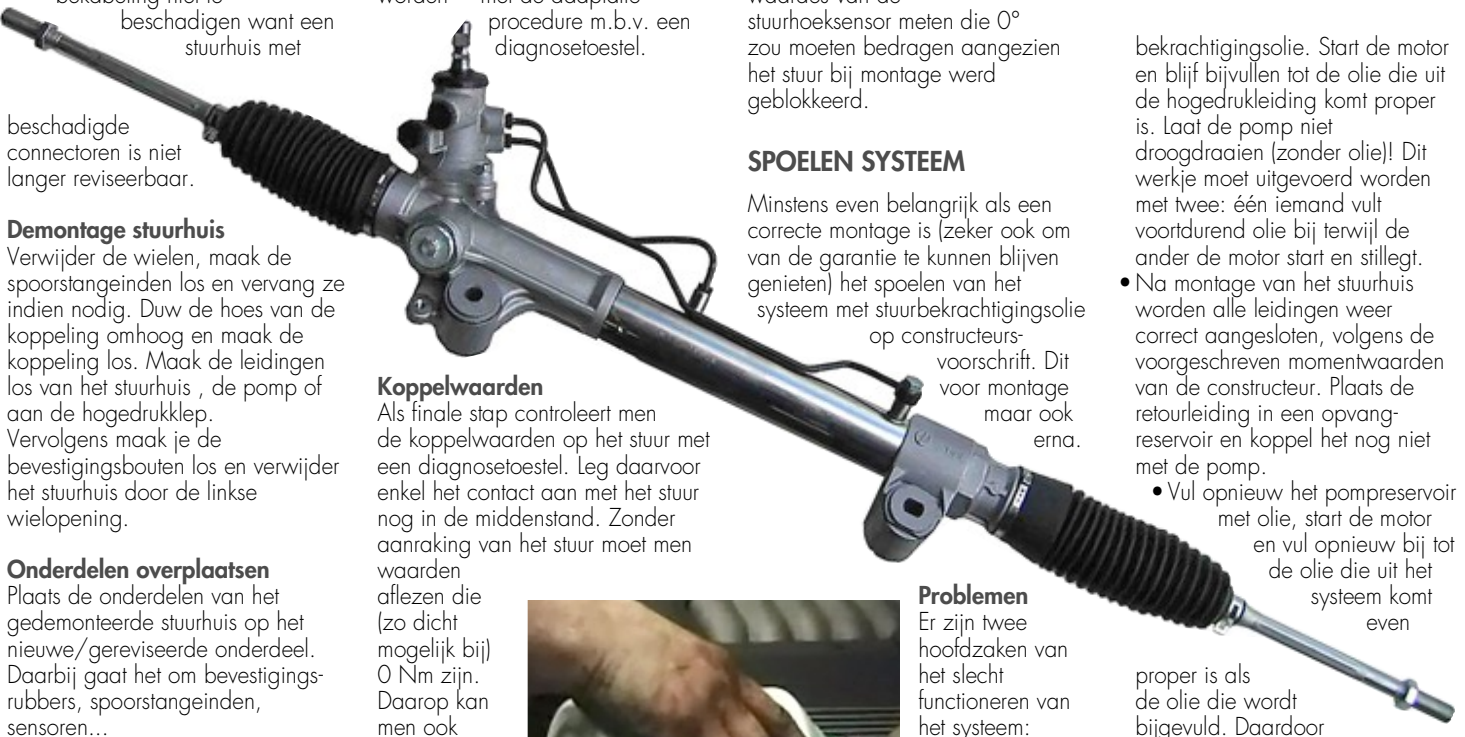 beschadigen want een
stuurhuis met
beschadigde
connectoren is niet
langer reviseerbaar.
Demontage stuurhuis
Verwijder de wielen, maak de
spoorstangeinden los en vervang ze
indien nodig. Duw de hoes van de
koppeling omhoog en maak de
koppeling los. Maak de leidingen
los van het stuurhuis , de pomp of
aan de hogedrukklep.
Vervolgens maak je de
bevestigingsbouten los en verwijder
het stuurhuis door de linkse
wielopening.
Onderdelen overplaatsen
Plaats de onderdelen van het
gedemonteerde stuurhuis op het
nieuwe/gereviseerde onderdeel.
Daarbij gaat het om bevestigings-
rubbers, spoorstangeinden,
sensoren...
procedure m.b.v. een
diagnosetoestel.
Koppelwaarden
Als finale stap controleert men
de koppelwaarden op het stuur met
een diagnosetoestel. Leg daarvoor
enkel het contact aan met het stuur
nog in de middenstand. Zonder
aanraking van het stuur moet men
waarden
aflezen die
(zo dicht
mogelijk bij)
0 Nm zijn.
Daarop kan
men ook
stuurhoeksensor meten die 0°
zou moeten bedragen aangezien
het stuur bij montage werd
geblokkeerd.
SPOELEN SYSTEEM
Minstens even belangrijk als een
correcte montage is (zeker ook om
van de garantie te kunnen blijven
genieten) het spoelen van het
systeem met stuurbekrachtigingsolie
op constructeurs-
voorschrift. Dit
voor montage
maar ook
erna.
Problemen
Er zijn twee
hoofdzaken van
het slecht
functioneren van
het systeem:
bekrachtigingsolie. Start de motor
en blijf bijvullen tot de olie die uit
de hogedrukleiding komt proper
is. Laat de pomp niet
droogdraaien (zonder olie)! Dit
werkje moet uitgevoerd worden
met twee: één iemand vult
voortdurend olie bij terwijl de
ander de motor start en stillegt.
• Na montage van het stuurhuis
worden alle leidingen weer
correct aangesloten, volgens de
voorgeschreven momentwaarden
van de constructeur. Plaats de
retourleiding in een opvang-
reservoir en koppel het nog niet
met de pomp.
• Vul opnieuw het pompreservoir
met olie, start de motor
en vul opnieuw bij tot
de olie die uit het
systeem komt
even
proper is als
de olie die wordt
bijgevuld. Daardoor